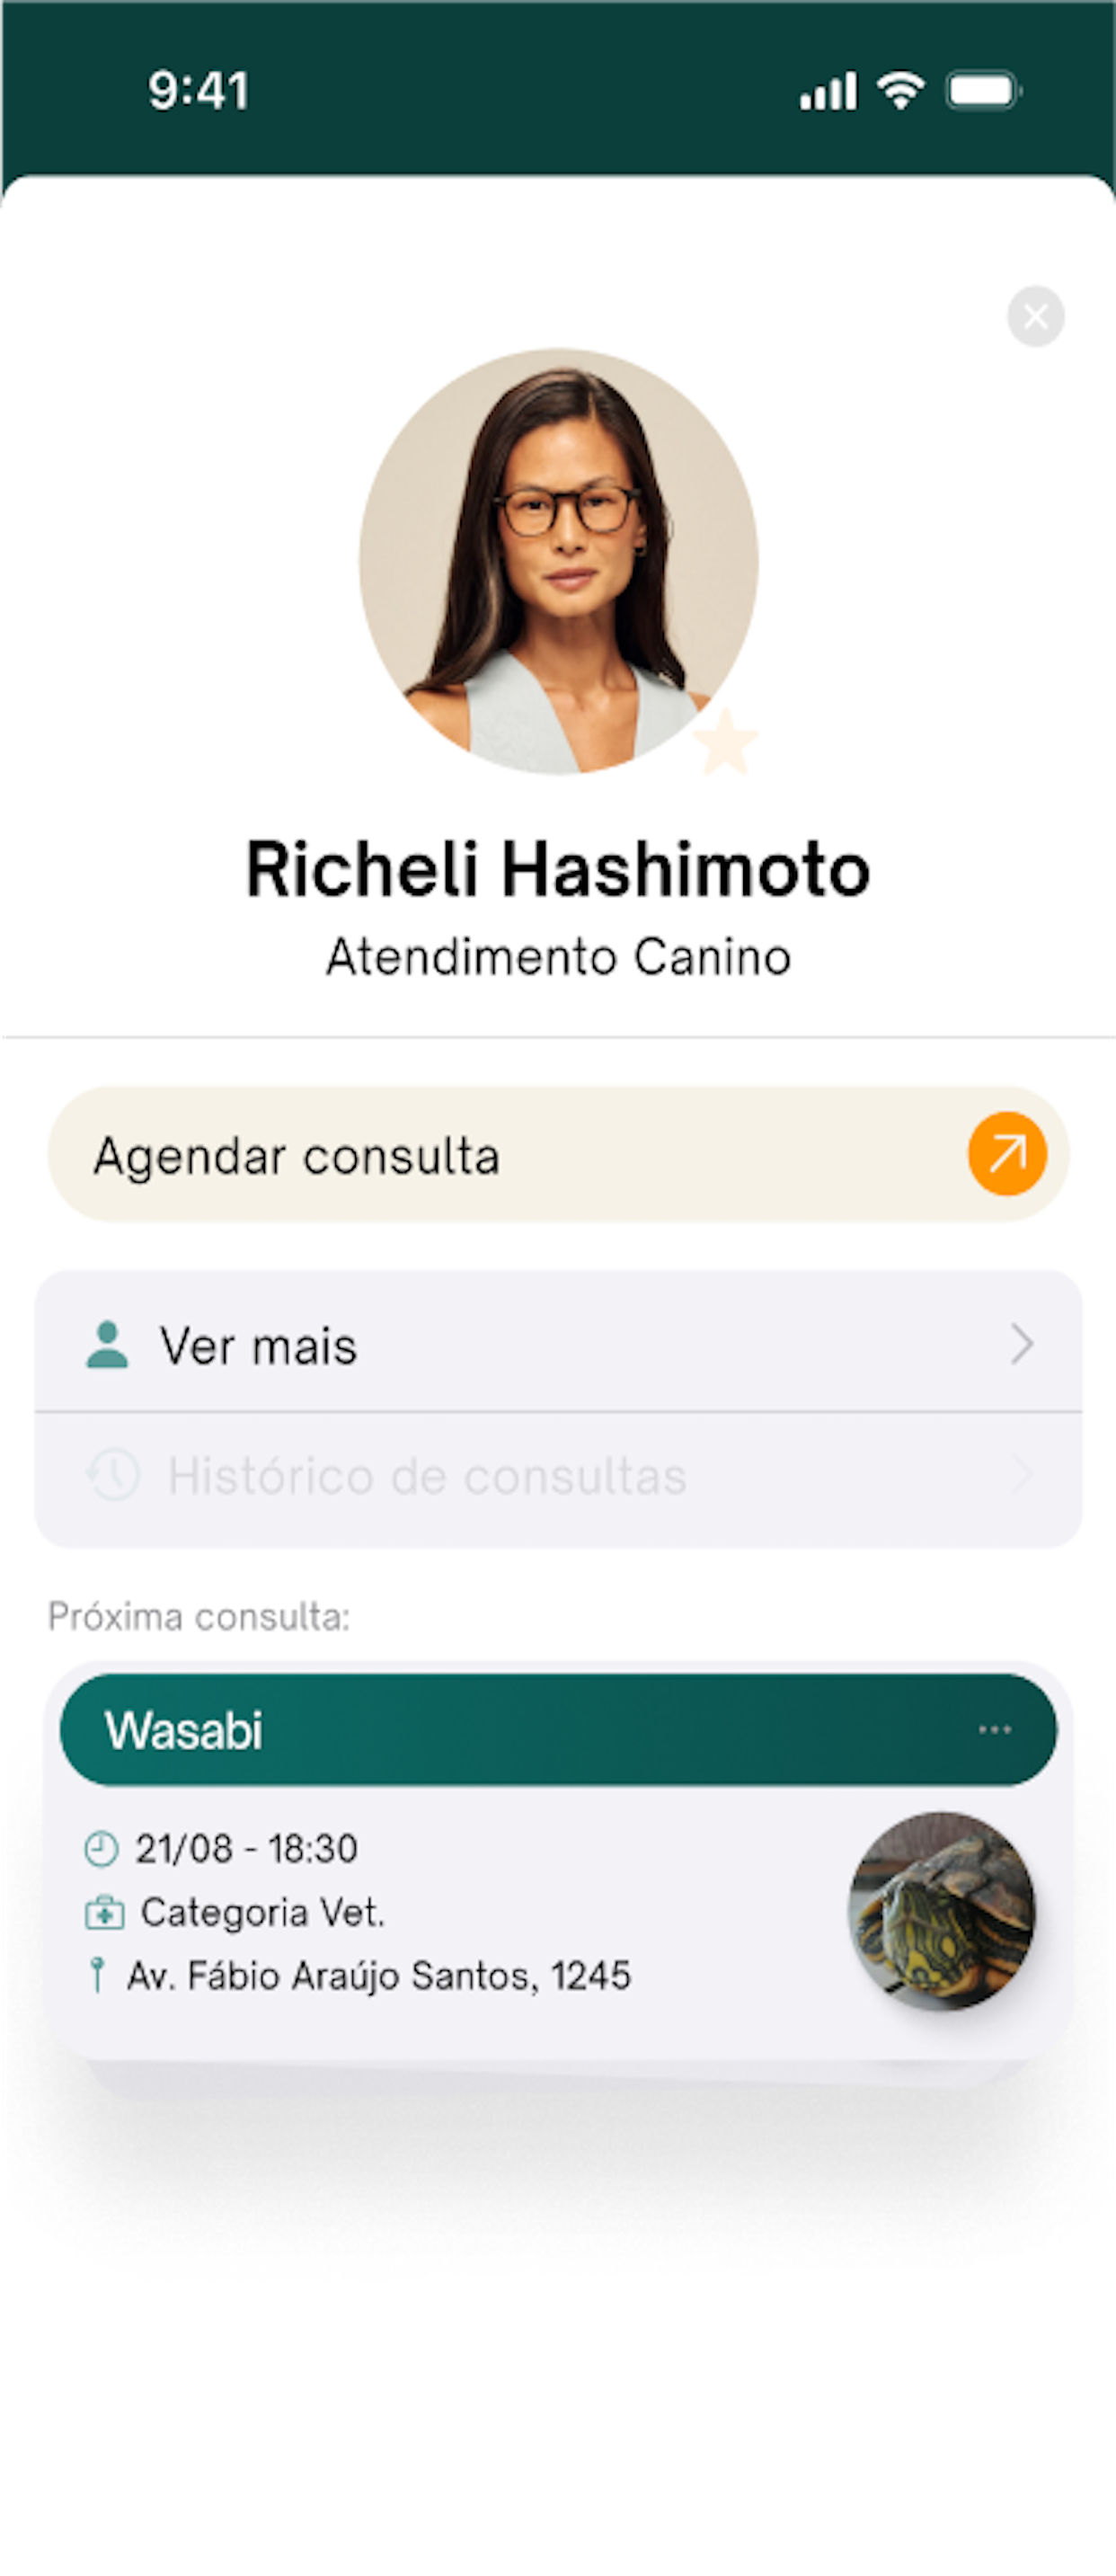 9:41
Richeli Hashimoto
Atendimento Canino
Agendar consulta
Ver mais
Histórico de consultas
Próxima consulta:
Wasabi
21/08 - 18:30
Categoria Vet.
Av. Fábio Araújo Santos, 1245